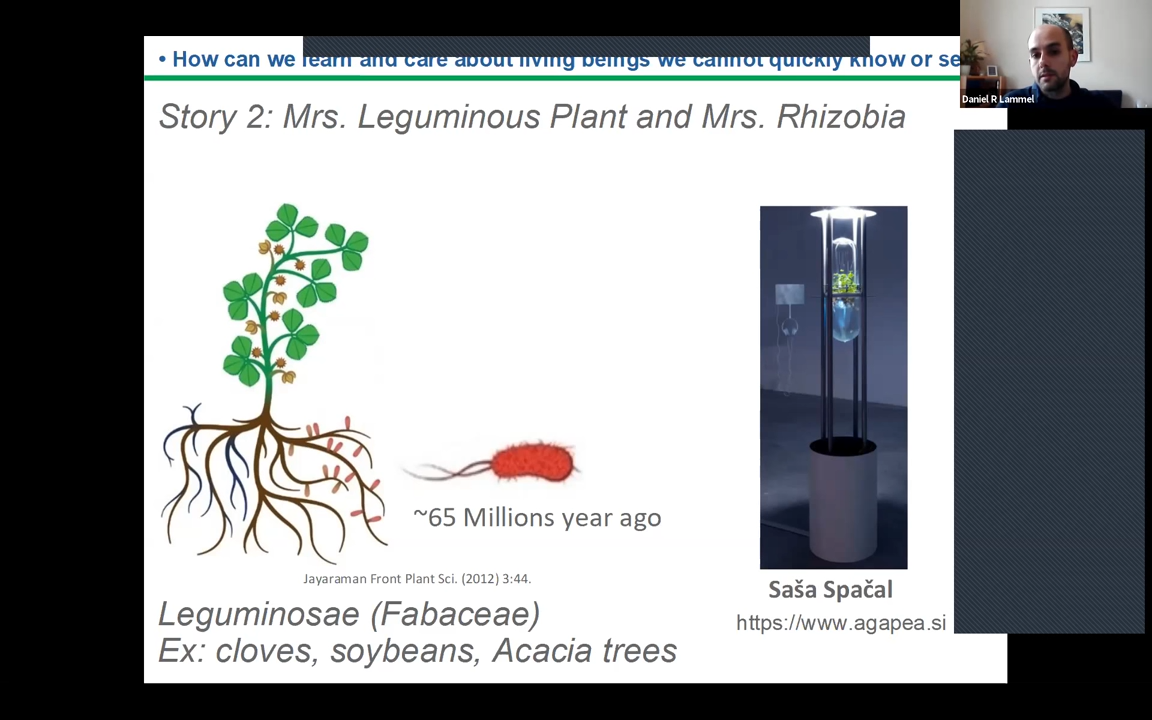 • How can we learn and care about living beings we cannot quickly know or se
Daniel R Lammel
Story 2: Mrs. Leguminous Plant and Mrs. Rhizobia
~65 Millions year ago
Jayaraman Front Plant Sci. (2012) 3:44.
Saša Spačal
https://www.agapea.si
Leguminosae (Fabaceae)
Ex: cloves, soybeans, Acacia trees